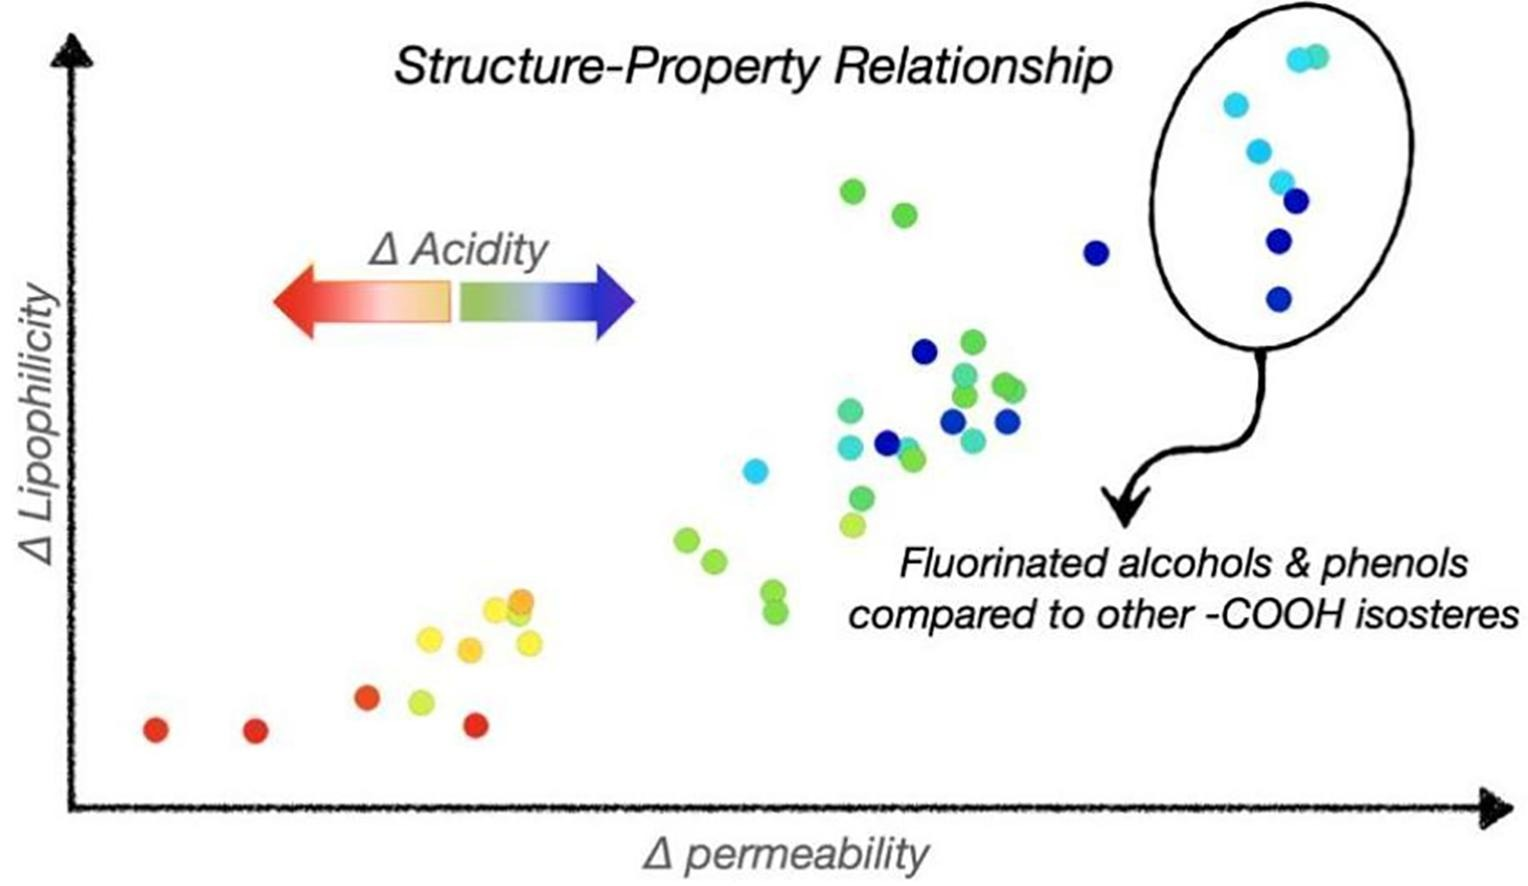 Structure-Property Relationship
Δ Acidity
Δ Lipophilicity
Fluorinated alcohols & phenols
compared to other -COOH isosteres
Δ permeability